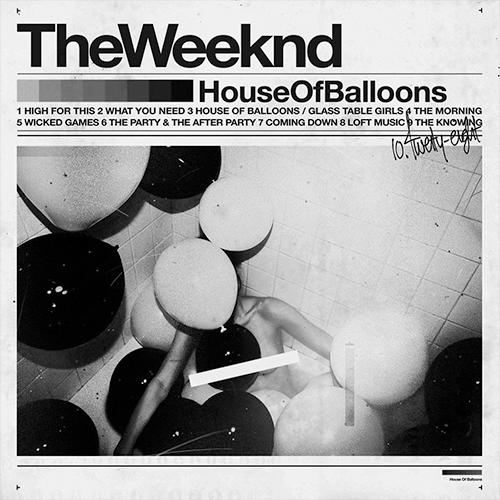 TheWeeknd
HouseOfBalloons
1 HIGH FOR THIS 2 WHAT YOU NEED 3 HOUSE OF BALLOONS / GLASS TABLE GIRLS 4 THE MORNING
5 WICKED GAMES 6 THE PARTY & THE AFTER PARTY 7 COMING DOWN 8 LOFT MUSIC 9 THE KNOWING
10. Twenty-eight
House Of Balloons